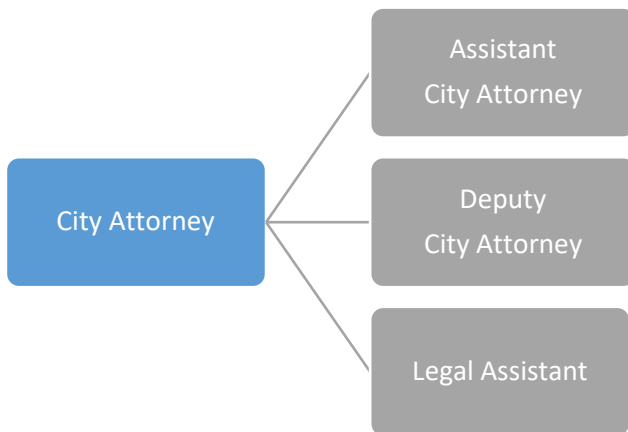 Assistant
City Attorney
City Attorney
Deputy
City Attorney
Legal Assistant